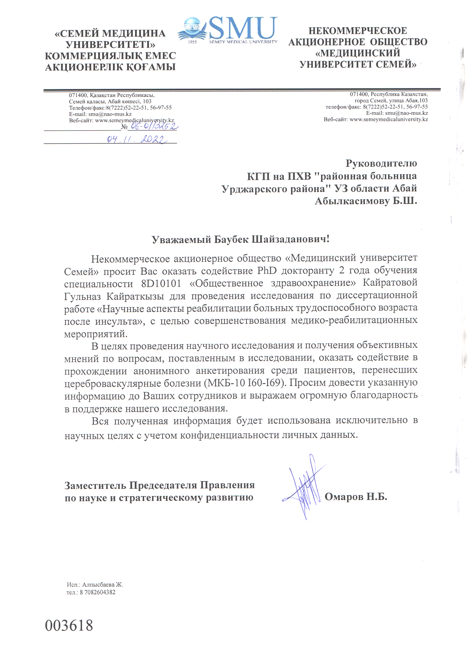 «СЕМЕЙ МЕДИЦИНА
УНИВЕРСИТЕТІ»
КОММЕРЦИЯЛЫҚ ЕМЕС
АКЦИОНЕРЛІК ҚОҒАМЫ
SMU
SEMEY MEDICAL UNIVERSITY
НЕКОММЕРЧЕСКОЕ
АКЦИОНЕРНОЕ ОБЩЕСТВО
«МЕДИЦИНСКИЙ
УНИВЕРСИТЕТ СЕМЕЙ»
071400, Қазақстан Республикасы,
Семей қаласы, Абай көшесі, 103
Телефон/факс: 8(7222)52-22-51, 56-97-55
E-mail: smu@nao-mus.kz
Веб-сайт: www.semeymedicaluniversity.kz
071400, Республика Казахстан,
город Семей, улица Абая,103
Телефон/факс: 8(7222)52-22-51, 56-97-55
E-mail: smu@nao-mus.kz
Веб-сайт: www.semeymedicaluniversity.kz
№
04 11 2022
Руководителю
КГП на ПХВ "районная больница
Урджарского района" УЗ области Абай
Абылкасимову Б.Ш.
Уважаемый Баубек Шайзаданович!
Некоммерческое акционерное общество «Медицинский университет
Семей» просит Вас оказать содействие PhD докторанту 2 года обучения
специальности 8D10101 «Общественное здравоохранение» Кайратовой
Гульназ Кайраткызы для проведения исследования по диссертационной
работе «Научные аспекты реабилитации больных трудоспособного возраста
после инсульта», с целью совершенствования медико-реабилитационных
мероприятий.
В целях проведения научного исследования и получения объективных
мнений по вопросам, поставленным в исследовании, оказать содействие в
прохождении анонимного анкетирования среди пациентов, перенесших
цереброваскулярные болезни (МКБ-10 I60-I69). Просим довести указанную
информацию до Ваших сотрудников и выражаем огромную благодарность
в поддержке нашего исследования.
Вся полученная информация будет использована исключительно в
научных целях с учетом конфиденциальности личных данных.
Заместитель Председателя Правления
по науке и стратегическому развитию
Омаров Н.Б.
Исп.: Алпысбаева Ж.
тел.: 8 7082604382
003618